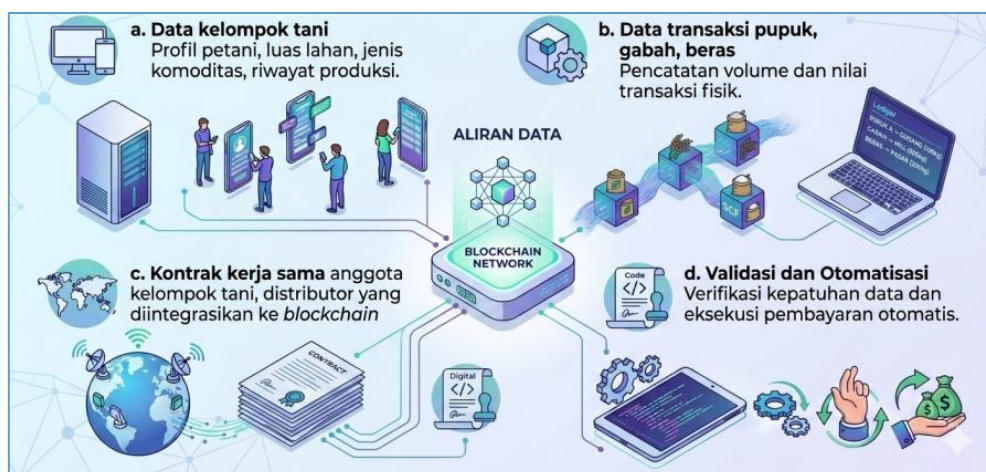 a. Data kelompok tani
Profil petani, luas lahan, jenis
komoditas, riwayat produksi.
b. Data transaksi pupuk,
gabah, beras
Pencatatan volume dan nilai
transaksi fisik.
ALIRAN DATA
Ledger
BLOCKCHAIN
NETWORK
SCF
c. Kontrak kerja sama anggota
kelompok tani, distributor yang
diintegrasikan ke blockchain
CONTRACT
Digital
</>
Code
</>
d. Validasi dan Otomatisasi
Verifikasi kepatuhan data dan
eksekusi pembayaran otomatis.
$
$